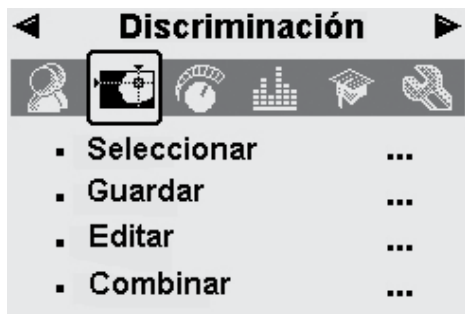 Discriminación
Seleccionar ...
Guardar ...
Editar ...
Combinar ...